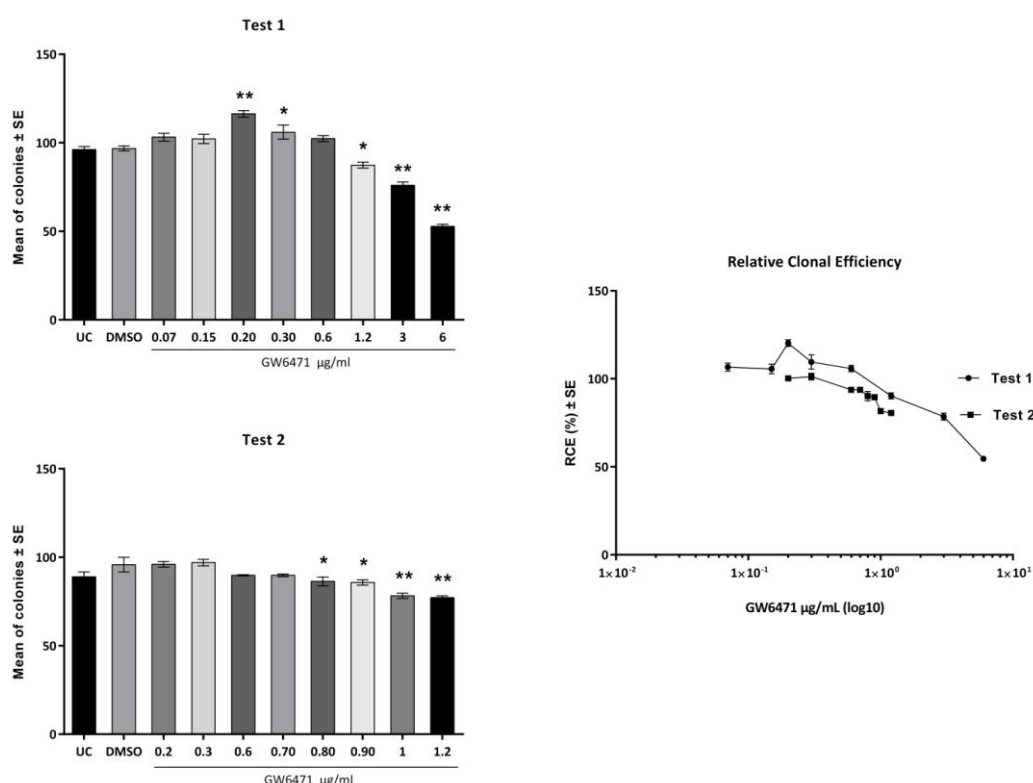 Test 1
Mean of colonies ± SE
150
100
50
0
** * * ** **
UC DMSO 0.07 0.15 0.20 0.30 0.6 1.2 3 6
GW6471 µg/ml
Test 2
Mean of colonies ± SE
150
100
50
0
* * ** **
UC DMSO 0.2 0.3 0.6 0.70 0.80 0.90 1 1.2
GW6471 µg/ml
Relative Clonal Efficiency
RCE (%) ± SE
150
100
50
0
1×10⁻² 1×10⁻¹ 1×10⁰ 1×10¹
GW6471 µg/mL (log10)
Test 1
Test 2